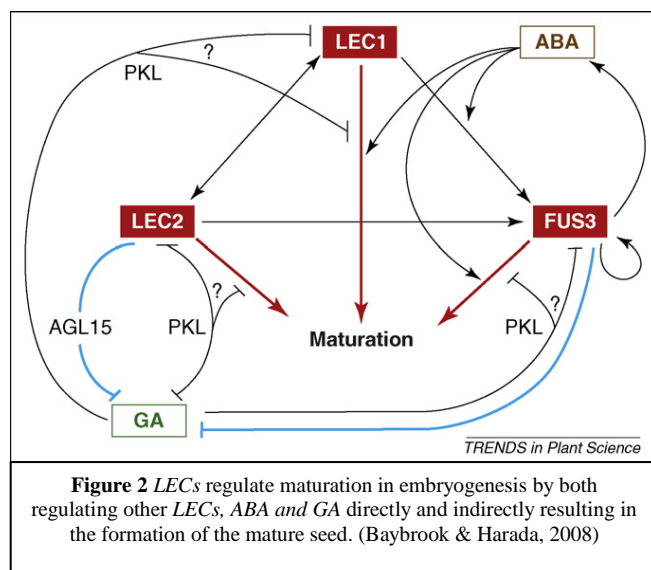 LEC1
ABA
?
PKL
LEC2
FUS3
?
?
AGL15
PKL
PKL
Maturation
GA
TRENDS in Plant Science
Figure 2 LECs regulate maturation in embryogenesis by both
regulating other LECs, ABA and GA directly and indirectly resulting in
the formation of the mature seed. (Baybrook & Harada, 2008)